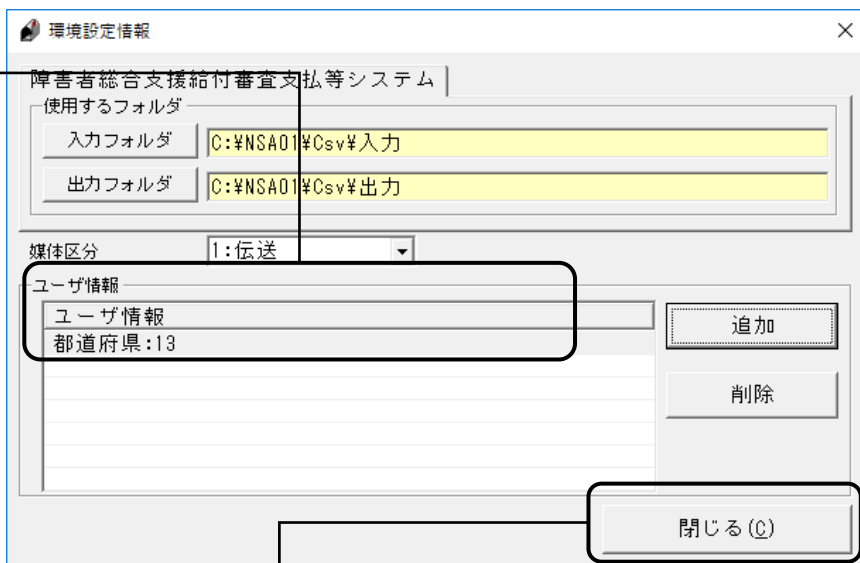 環境設定情報
障害者総合支援給付審査支払等システム
使用するフォルダ
入力フォルダ C:¥NSA01¥Csv¥入力
出力フォルダ C:¥NSA01¥Csv¥出力
媒体区分 1:伝送
ユーザ情報
ユーザ情報
都道府県:13
追加
削除
閉じる(C)